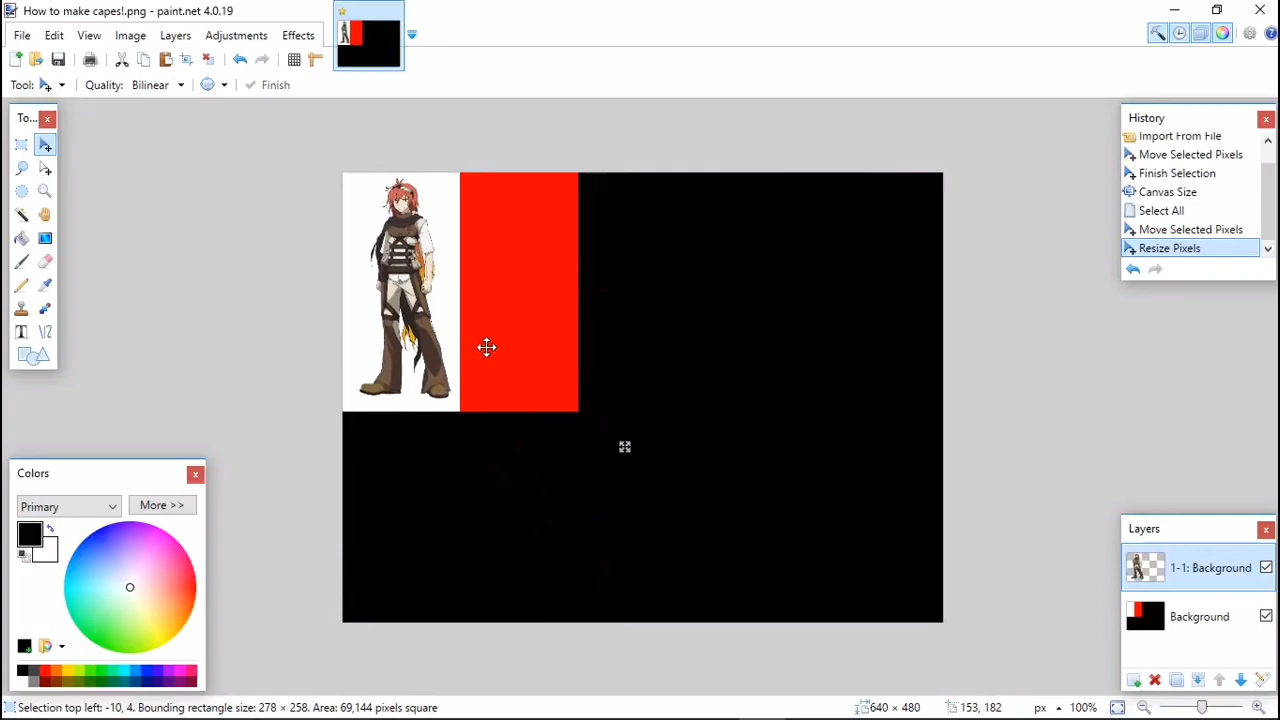 How to make capes!.png - paint.net 4.0.19
File Edit View Image Layers Adjustments Effects
Tool: Quality: Bilinear Finish
To...
History
Import From File
Move Selected Pixels
Finish Selection
Canvas Size
Select All
Move Selected Pixels
Resize Pixels
Colors
Primary More >>
Layers
1-1: Background
Background
Selection top left: -10, 4. Bounding rectangle size: 278 × 258. Area: 69,144 pixels square 640 × 480 153, 182 px 100%